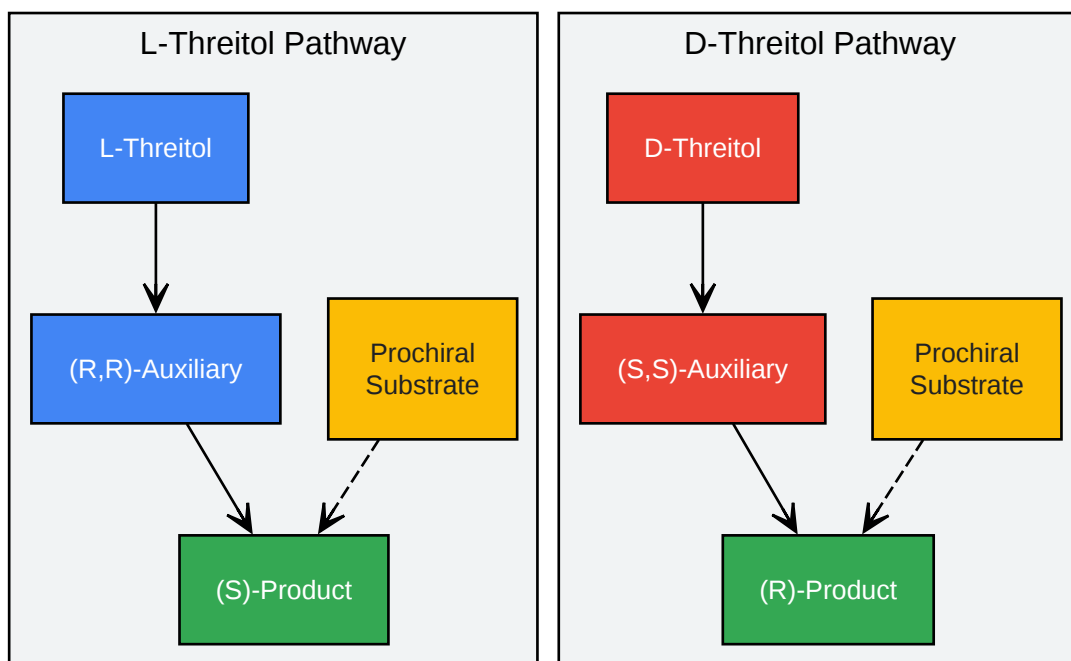 L-Threitol Pathway
L-Threitol
(R,R)-Auxiliary
Prochiral
Substrate
(S)-Product
D-Threitol Pathway
D-Threitol
(S,S)-Auxiliary
Prochiral
Substrate
(R)-Product